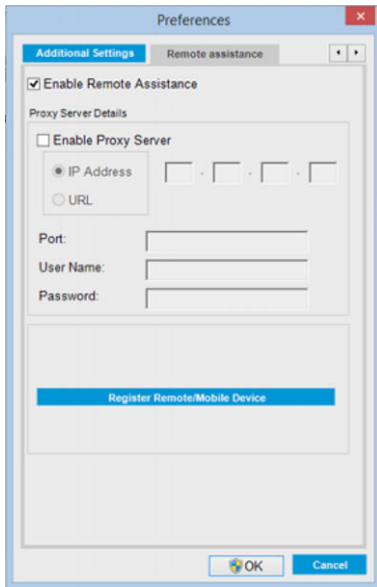 Preferences
Additional Settings
Remote assistance
Enable Remote Assistance
Proxy Server Details
Enable Proxy Server
IP Address
URL
Port:
User Name:
Password:
Register Remote/Mobile Device
OK
Cancel